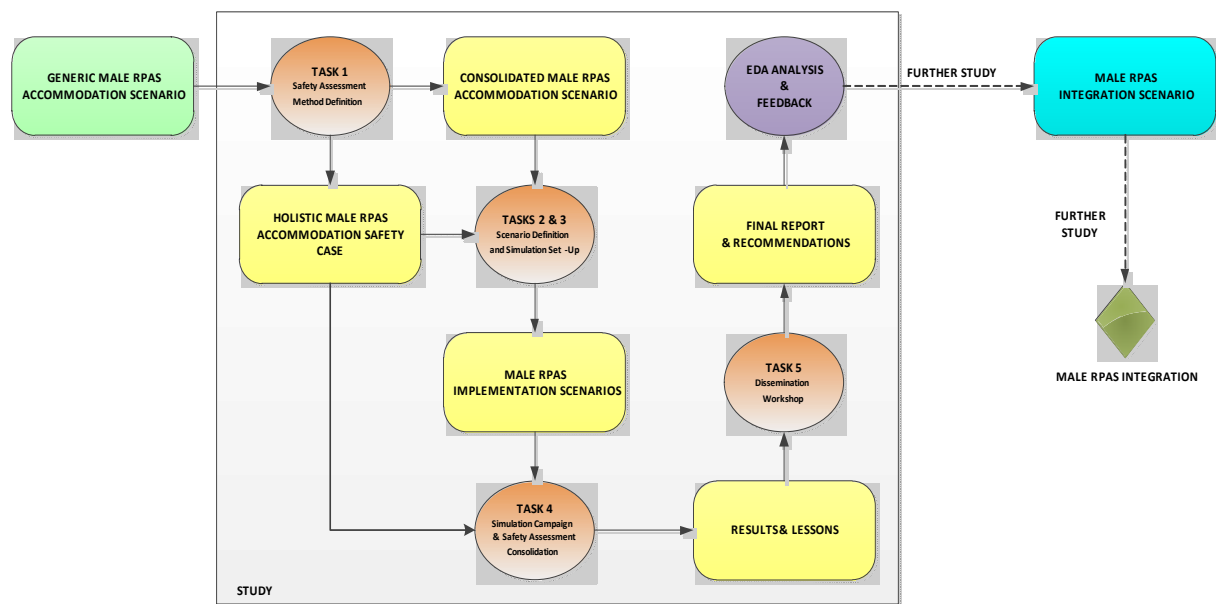 GENERIC MALE RPAS
ACCOMMODATION SCENARIO
TASK 1
Safety Assessment
Method Definition
CONSOLIDATED MALE RPAS
ACCOMMODATION SCENARIO
EDA ANALYSIS
&
FEEDBACK
FURTHER STUDY
MALE RPAS
INTEGRATION SCENARIO
HOLISTIC MALE RPAS
ACCOMMODATION SAFETY
CASE
TASKS 2 & 3
Scenario Definition
and Simulation Set -Up
FINAL REPORT
& RECOMMENDATIONS
FURTHER
STUDY
MALE RPAS
IMPLEMENTATION SCENARIOS
TASK 5
Dissemination
Workshop
MALE RPAS INTEGRATION
TASK 4
Simulation Campaign
& Safety Assessment
Consolidation
RESULTS& LESSONS
STUDY